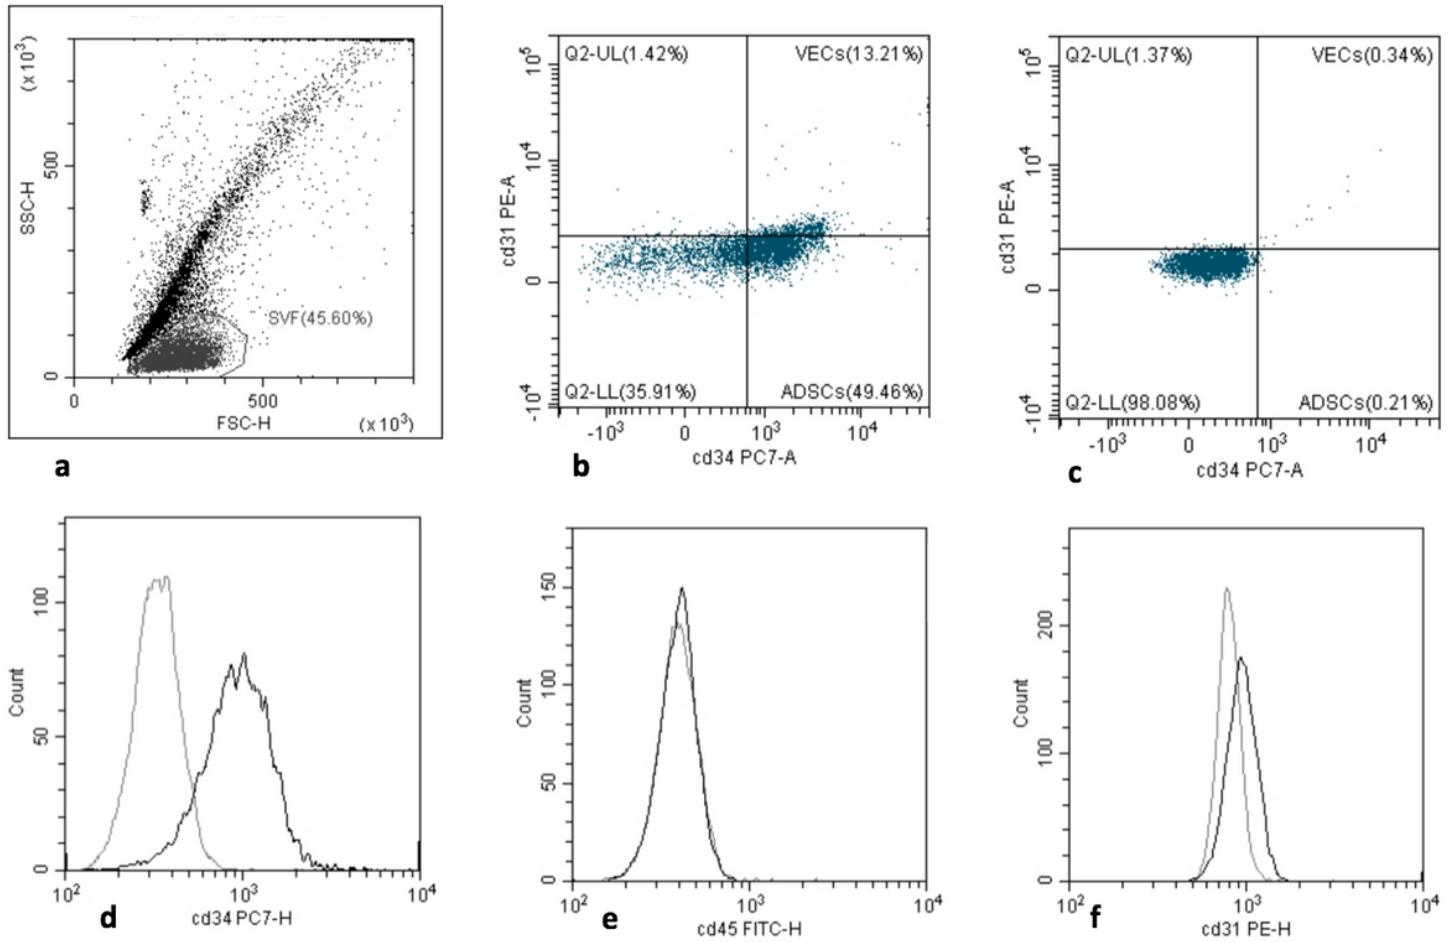 (x10³)
SSC-H
500
0
SVF(45.60%)
0
500
FSC-H
(x10³)
a
Q2-UL(1.42%)
VECs(13.21%)
10⁵
10⁴
0
-10⁴
cd31 PE-A
Q2-LL(35.91%)
ADSCs(49.46%)
-10³
0
10³
10⁴
cd34 PC7-A
b
Q2-UL(1.37%)
VECs(0.34%)
10⁵
10⁴
0
-10⁴
cd31 PE-A
Q2-LL(98.08%)
ADSCs(0.21%)
-10³
0
10³
10⁴
cd34 PC7-A
c
100
50
0
Count
10²
10³
10⁴
cd34 PC7-H
d
150
100
50
0
Count
10²
10³
10⁴
cd45 FITC-H
e
200
100
0
Count
10²
10³
10⁴
cd31 PE-H
f